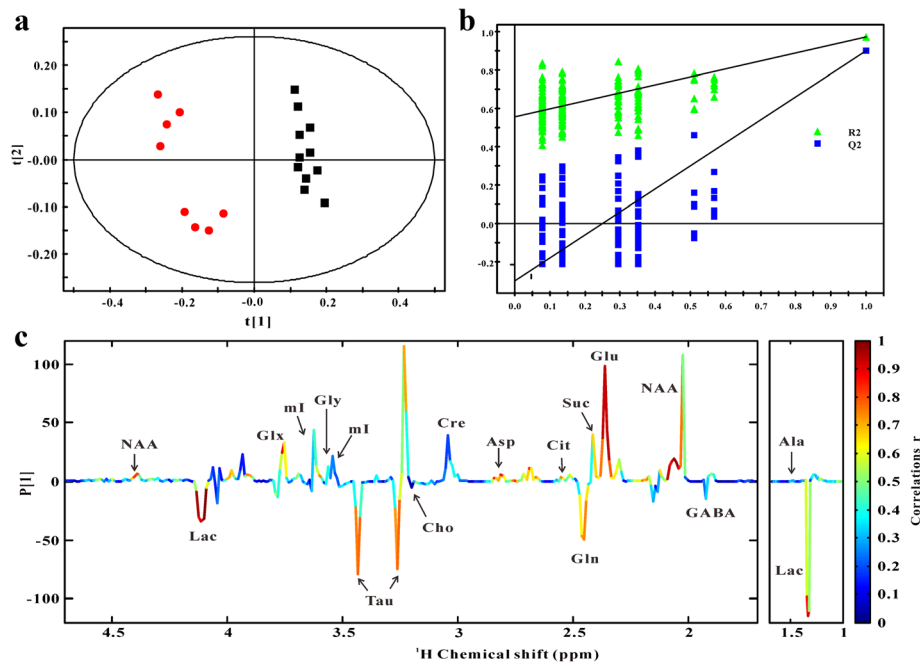 a
b
0.20
0.10
-0.00
-0.10
-0.20
t[2]
-0.4
-0.2
-0.0
0.2
0.4
t[1]
1.0
0.8
0.6
0.4
0.2
0.0
-0.2
R2
Q2
0.0 0.1 0.2 0.3 0.4 0.5 0.6 0.7 0.8 0.9 1.0
c
100
50
0
-50
-100
P[1]
NAA
Lac
Glx
mI
Gly
mI
Tau
Cho
Cre
Asp
Cit
Suc
Glu
Gln
NAA
GABA
Ala
Lac
4.5 4 3.5 3 2.5 2 1.5 1
¹H Chemical shift (ppm)
1
0.9
0.8
0.7
0.6
0.5
0.4
0.3
0.2
0.1
0
Correlations r